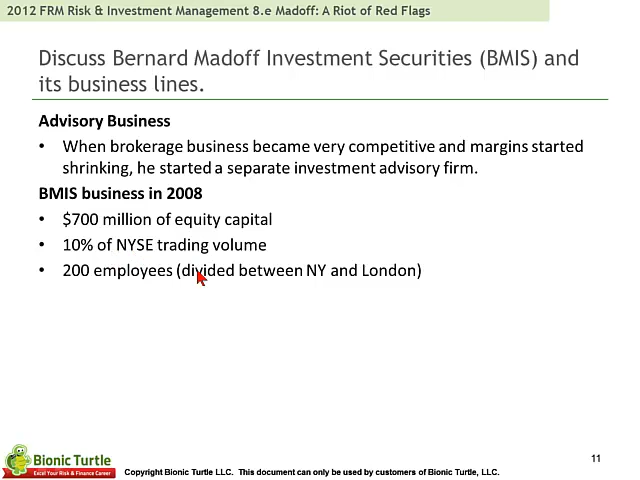 2012 FRM Risk & Investment Management 8.e Madoff: A Riot of Red Flags
Discuss Bernard Madoff Investment Securities (BMIS) and
its business lines.
Advisory Business
• When brokerage business became very competitive and margins started
shrinking, he started a separate investment advisory firm.
BMIS business in 2008
• $700 million of equity capital
• 10% of NYSE trading volume
• 200 employees (divided between NY and London)
11
Bionic Turtle
Excel Your Risk & Finance Career
Copyright Bionic Turtle LLC. This document can only be used by customers of Bionic Turtle, LLC.